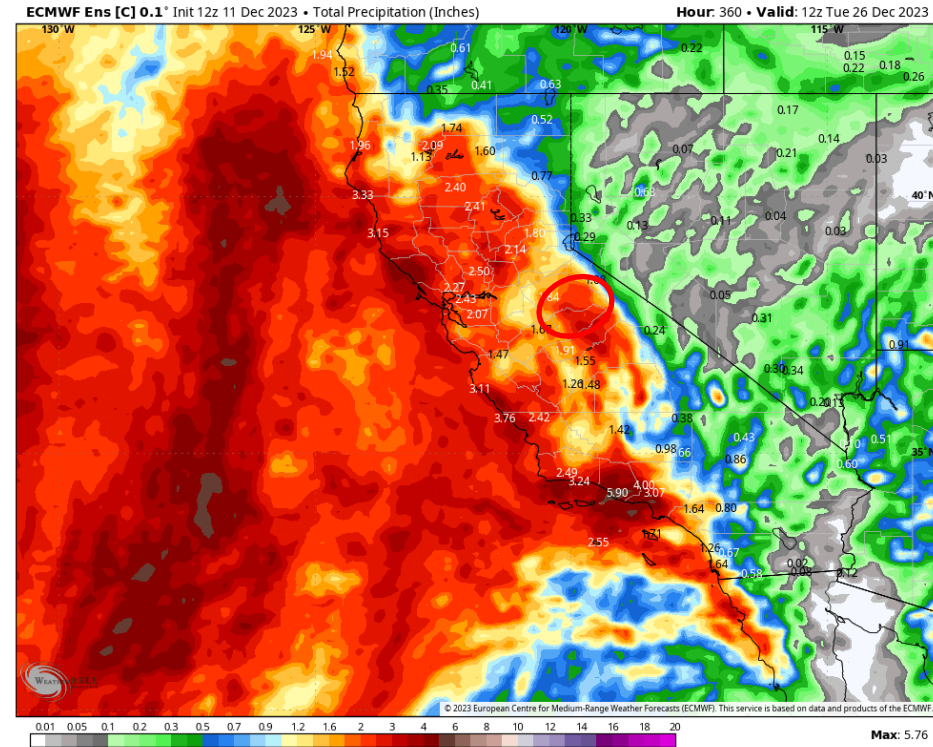 ECMWF Ens [C] 0.1° Init 12z 11 Dec 2023 • Total Precipitation (Inches) Hour: 360 • Valid: 12z Tue 26 Dec 2023
130°W 125°W 120°W 115°W
1.94 0.61 0.22 0.15
1.52 0.22 0.18
0.35 0.41 0.63 0.26
0.52 0.17
1.74 0.14
1.96 2.09 1.60 0.07 0.21
1.13 0.03
0.77
3.33 2.40 0.63 40°N
2.41 0.33 0.13 0.11 0.04
3.15 1.80 0.29 0.03
2.14
2.50
2.27 0.05
2.43
2.07 0.31
0.24
1.47 1.91 0.91
1.55 0.30 0.34
3.11 1.26 1.48
3.76 2.42 0.38
1.42 0.43 0.51
0.98 .66 0.86 35°N
2.49 0.60
3.24 4.00
5.90 3.07
1.64 0.80
2.55 1.71
1.26 0.67
1.64 0.02
0.58 0.12
© 2023 European Centre for Medium-Range Weather Forecasts (ECMWF). This service is based on data and products of the ECMWF.
0.01 0.05 0.1 0.2 0.3 0.5 0.7 0.9 1.2 1.6 2 3 4 6 8 10 12 14 16 18 20 Max: 5.76